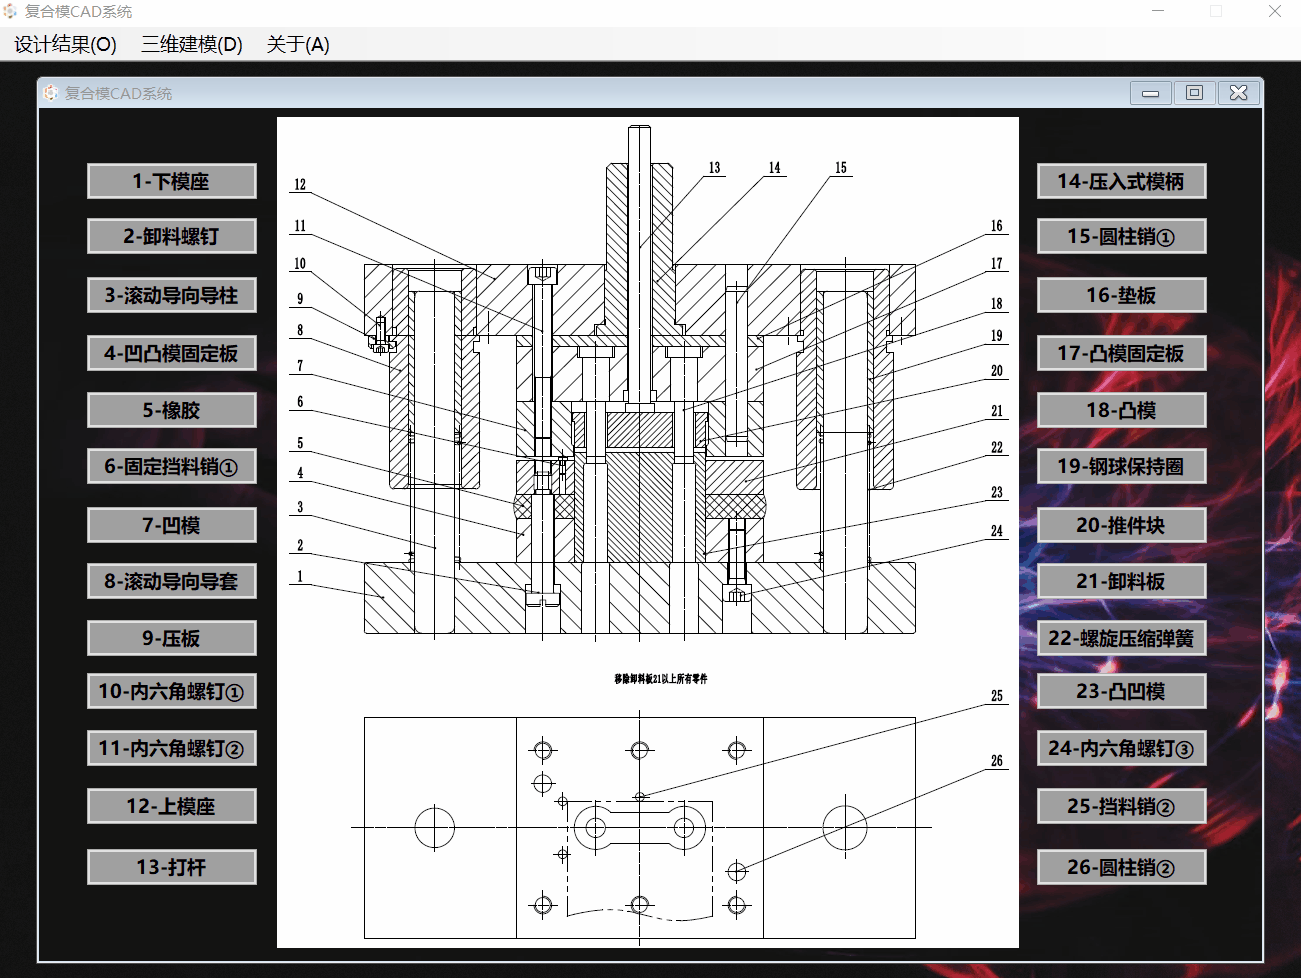 复合模CAD系统
设计结果(O) 三维建模(D) 关于(A)
复合模CAD系统
1-下模座
2-卸料螺钉
3-滚动导向导柱
4-凹凸模固定板
5-橡胶
6-固定挡料销①
7-凹模
8-滚动导向导套
9-压板
10-内六角螺钉①
11-内六角螺钉②
12-上模座
13-打杆
12
11
10
9
8
7
6
5
4
3
2
1
13
14
15
16
17
18
19
20
21
22
23
24
移除卸料板21以上所有零件
25
26
14-压入式模柄
15-圆柱销①
16-垫板
17-凸模固定板
18-凸模
19-钢球保持圈
20-推件块
21-卸料板
22-螺旋压缩弹簧
23-凸凹模
24-内六角螺钉③
25-挡料销②
26-圆柱销②